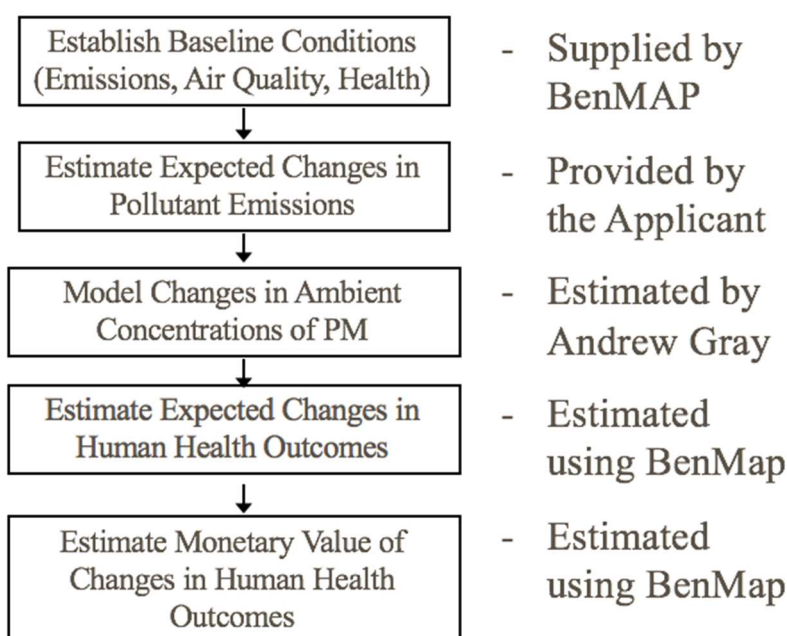 Establish Baseline Conditions
(Emissions, Air Quality, Health)
- Supplied by
BenMAP
Estimate Expected Changes in
Pollutant Emissions
- Provided by
the Applicant
Model Changes in Ambient
Concentrations of PM
- Estimated by
Andrew Gray
Estimate Expected Changes in
Human Health Outcomes
- Estimated
using BenMap
Estimate Monetary Value of
Changes in Human Health
Outcomes
- Estimated
using BenMap